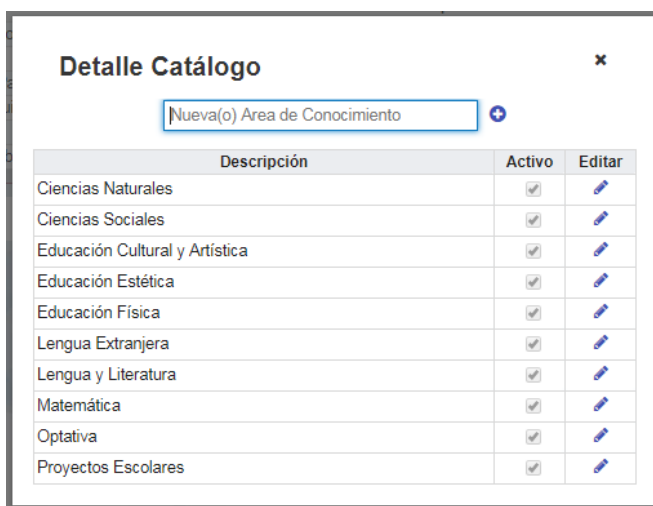 Detalle Catálogo
Nueva(o) Area de Conocimiento
Descripción Activo Editar
Ciencias Naturales
Ciencias Sociales
Educación Cultural y Artística
Educación Estética
Educación Física
Lengua Extranjera
Lengua y Literatura
Matemática
Optativa
Proyectos Escolares